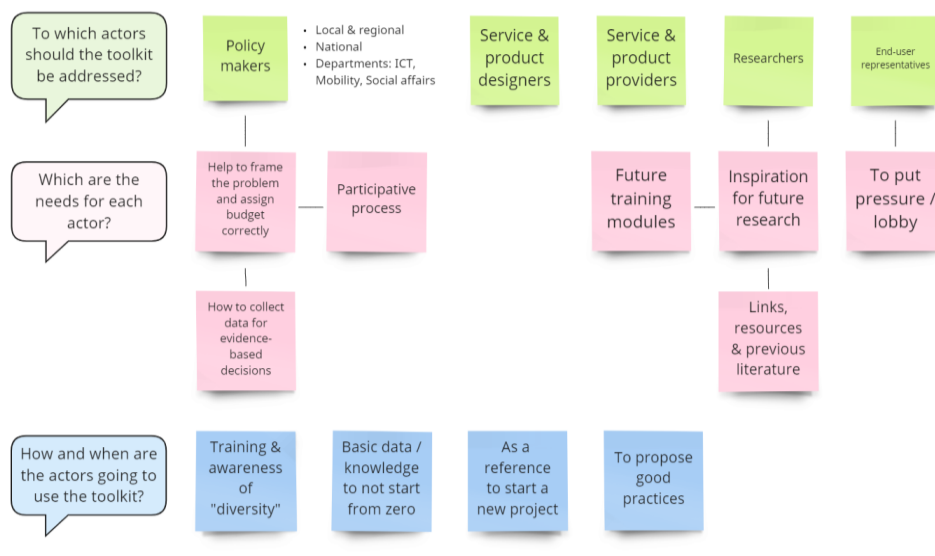 To which actors
should the toolkit
be addressed?
Policy
makers
• Local & regional
• National
• Departments: ICT,
Mobility, Social affairs
Service &
product
designers
Service &
product
providers
Researchers
End-user
representatives
Which are the
needs for each
actor?
Help to frame
the problem
and assign
budget
correctly
Participative
process
Future
training
modules
Inspiration
for future
research
To put
pressure /
lobby
How to collect
data for
evidence-
based
decisions
Links,
resources
& previous
literature
How and when are
the actors going to
use the toolkit?
Training &
awareness
of
"diversity"
Basic data /
knowledge
to not start
from zero
As a
reference
to start a
new project
To propose
good
practices